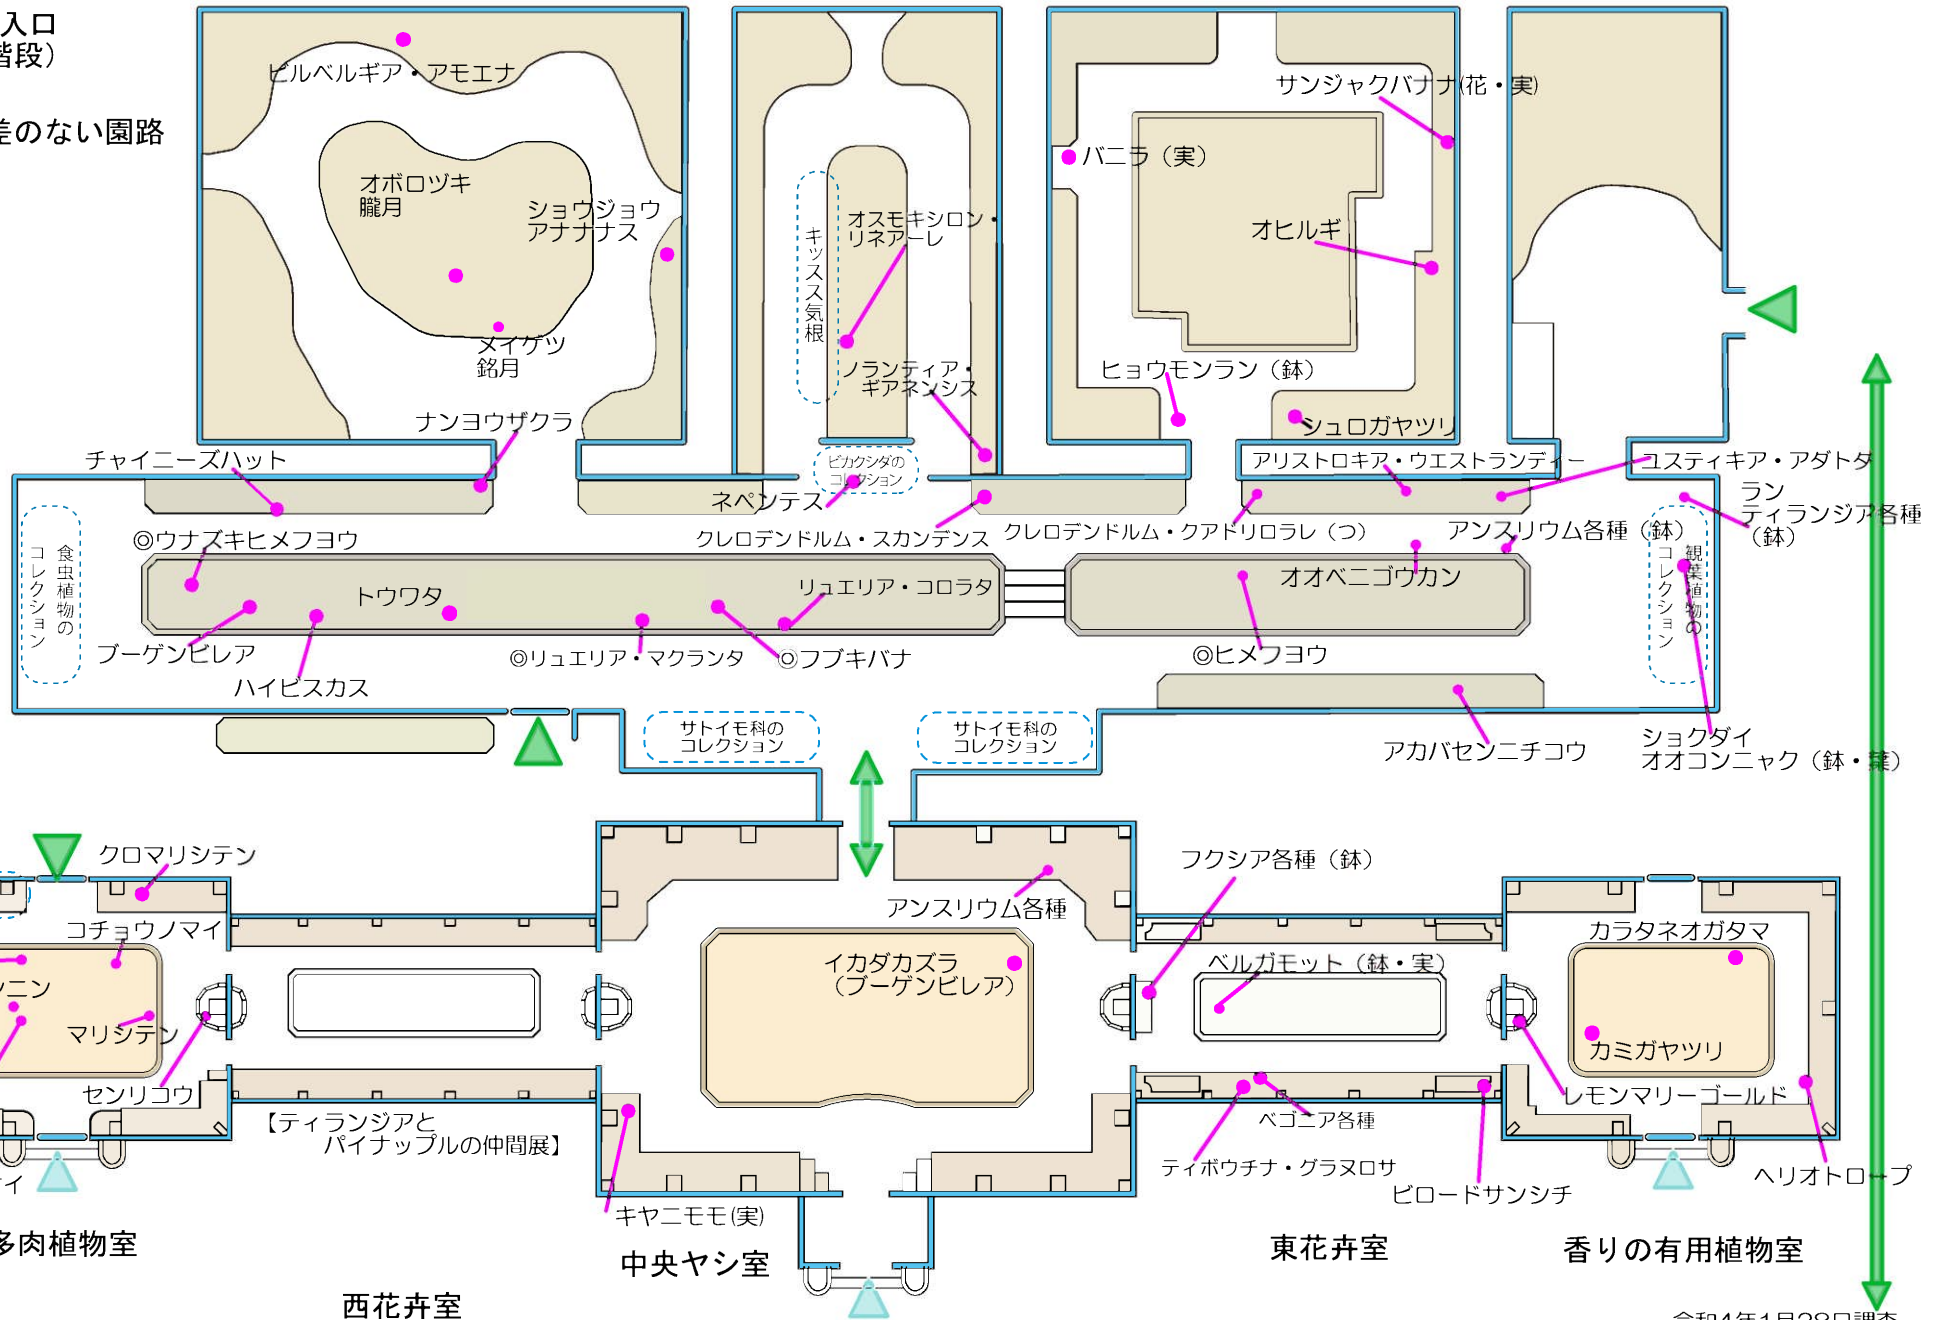 入口
階段）
差のない園路
ビルベルギア・アモエナ
オボロヅキ
朧月
ショウジョウ
アナナナス
メイゲツ
銘月
キッスス気根
オスモキシロン・
リネアーレ
ノランティア・
ギアネンシス
サンジャクバナナ(花・実)
バニラ（実）
オヒルギ
ヒョウモンラン（鉢）
シュロガヤツリ
ナンヨウザクラ
チャイニーズハット
ビカクシダの
コレクション
ネペンテス
クレロデンドルム・スカンデンス
クレロデンドルム・クアドリロラレ（つ）
アリストロキア・ウエストランディー
ユスティキア・アダトダ
ラン
ティランジア各種
（鉢）
アンスリウム各種（鉢）
食虫植物の
コレクション
◎ウナズキヒメフヨウ
トウワタ
リュエリア・コロラタ
オオベニゴウカン
観葉植物の
コレクション
ブーゲンビレア
ハイビスカス
◎リュエリア・マクランタ
◎フブキバナ
◎ヒメフヨウ
サトイモ科の
コレクション
サトイモ科の
コレクション
アカバセンニチコウ
ショクダイ
オオコンニャク（鉢・葉）
クロマリシテン
コチョウノマイ
ニン
マリシテン
センリコウ
イ
【ティランジアと
パイナップルの仲間展】
アンスリウム各種
イカダカズラ
（ブーゲンビレア）
キヤニモモ(実)
フクシア各種（鉢）
ベルガモット（鉢・実）
ベゴニア各種
ティボウチナ・グラヌロサ
ビロードサンシチ
カラタネオガタマ
カミガヤツリ
レモンマリーゴールド
ヘリオトロープ
多肉植物室
西花卉室
中央ヤシ室
東花卉室
香りの有用植物室
令和4年1月28日調査